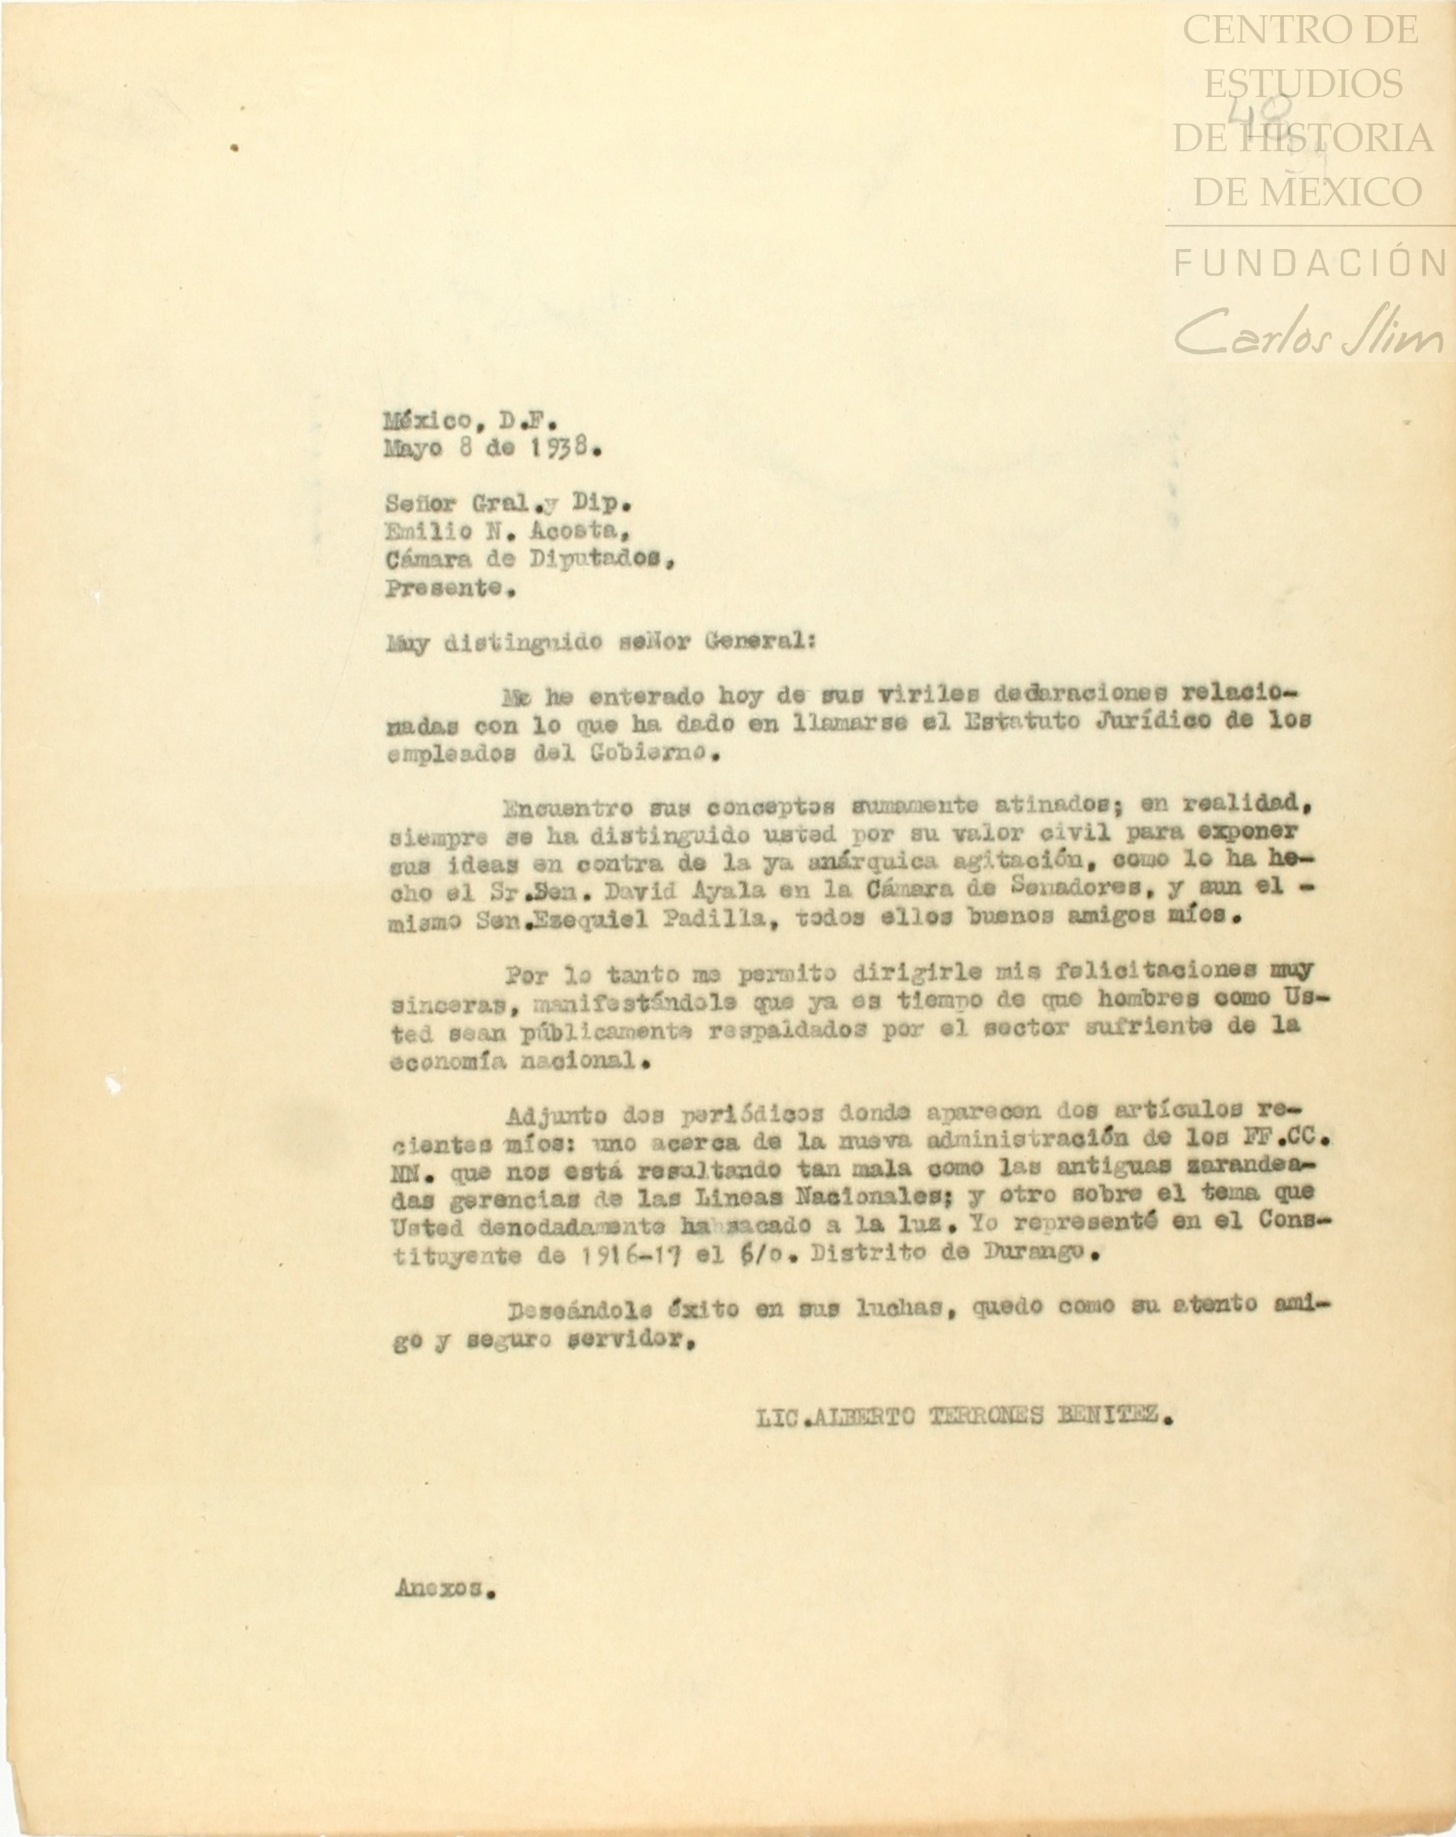 CENTRO DE
ESTUDIOS
DE HISTORIA
DE MEXICO
FUNDACIÓN
Carlos Slim
48
México, D.F.
Mayo 8 de 1938.
Señor Gral.y Dip.
Emilio N. Acosta,
Cámara de Diputados,
Presente.
Muy distinguido señor General:
Me he enterado hoy de sus viriles declaraciones relacio-
nadas con lo que ha dado en llamarse el Estatuto Jurídico de los
empleados del Gobierno.
Encuentro sus conceptos sumamente atinados; en realidad,
siempre se ha distinguido usted por su valor civil para exponer
sus ideas en contra de la ya anárquica agitación, como lo ha he-
cho el Sr.Sen. David Ayala en la Cámara de Senadores, y aun el -
mismo Sen.Ezequiel Padilla, todos ellos buenos amigos míos.
Por lo tanto me permito dirigirle mis felicitaciones muy
sinceras, manifestándole que ya es tiempo de que hombres como Us-
ted sean públicamente respaldados por el sector sufriente de la
economía nacional.
Adjunto dos periódicos donde aparecen dos artículos re-
cientes míos: uno acerca de la nueva administración de los FF.CC.
NN. que nos está resultando tan mala como las antiguas zarandea-
das gerencias de las Lineas Nacionales; y otro sobre el tema que
Usted denodadamente ha sacado a la luz. Yo representé en el Cons-
tituyente de 1916-17 el 6/o. Distrito de Durango.
Deseándole éxito en sus luchas, quedo como su atento ami-
go y seguro servidor,
LIC.ALBERTO TERRONES BENITEZ.
Anexos.